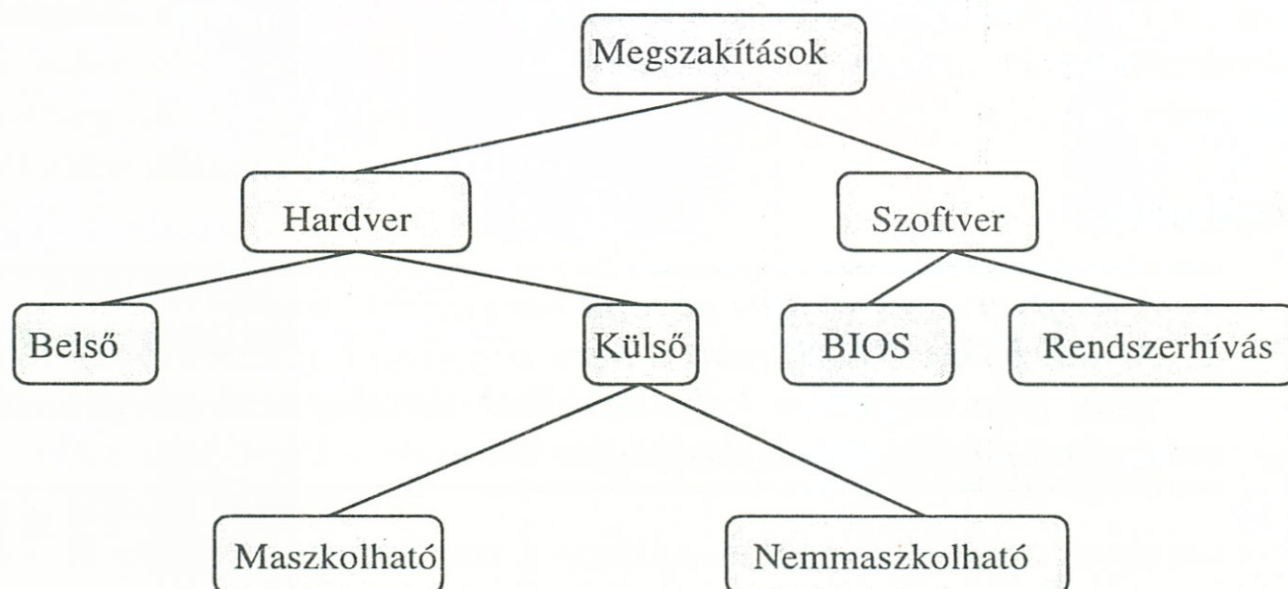 Megszakítások
Hardver
Szoftver
Belső
Külső
BIOS
Rendszerhívás
Maszkolható
Nemmaszkolható